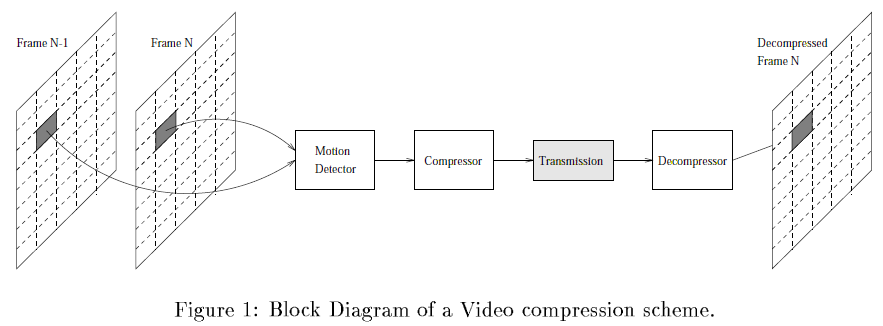 Frame N-1
Frame N
Decompressed
Frame N
Motion
Detector
Compressor
Transmission
Decompressor
Figure 1: Block Diagram of a Video compression scheme.